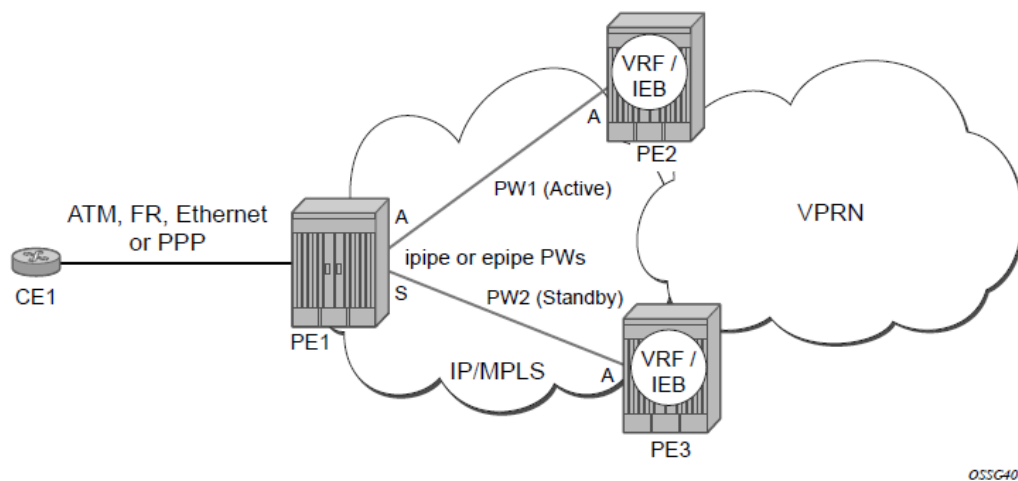 VRF /
IEB
A
PE2
PW1 (Active)
ATM, FR, Ethernet
or PPP
VPRN
A
ipipe or epipe PWs
CE1
S
PW2 (Standby)
PE1
VRF /
IEB
IP/MPLS
A
PE3
OSSG40